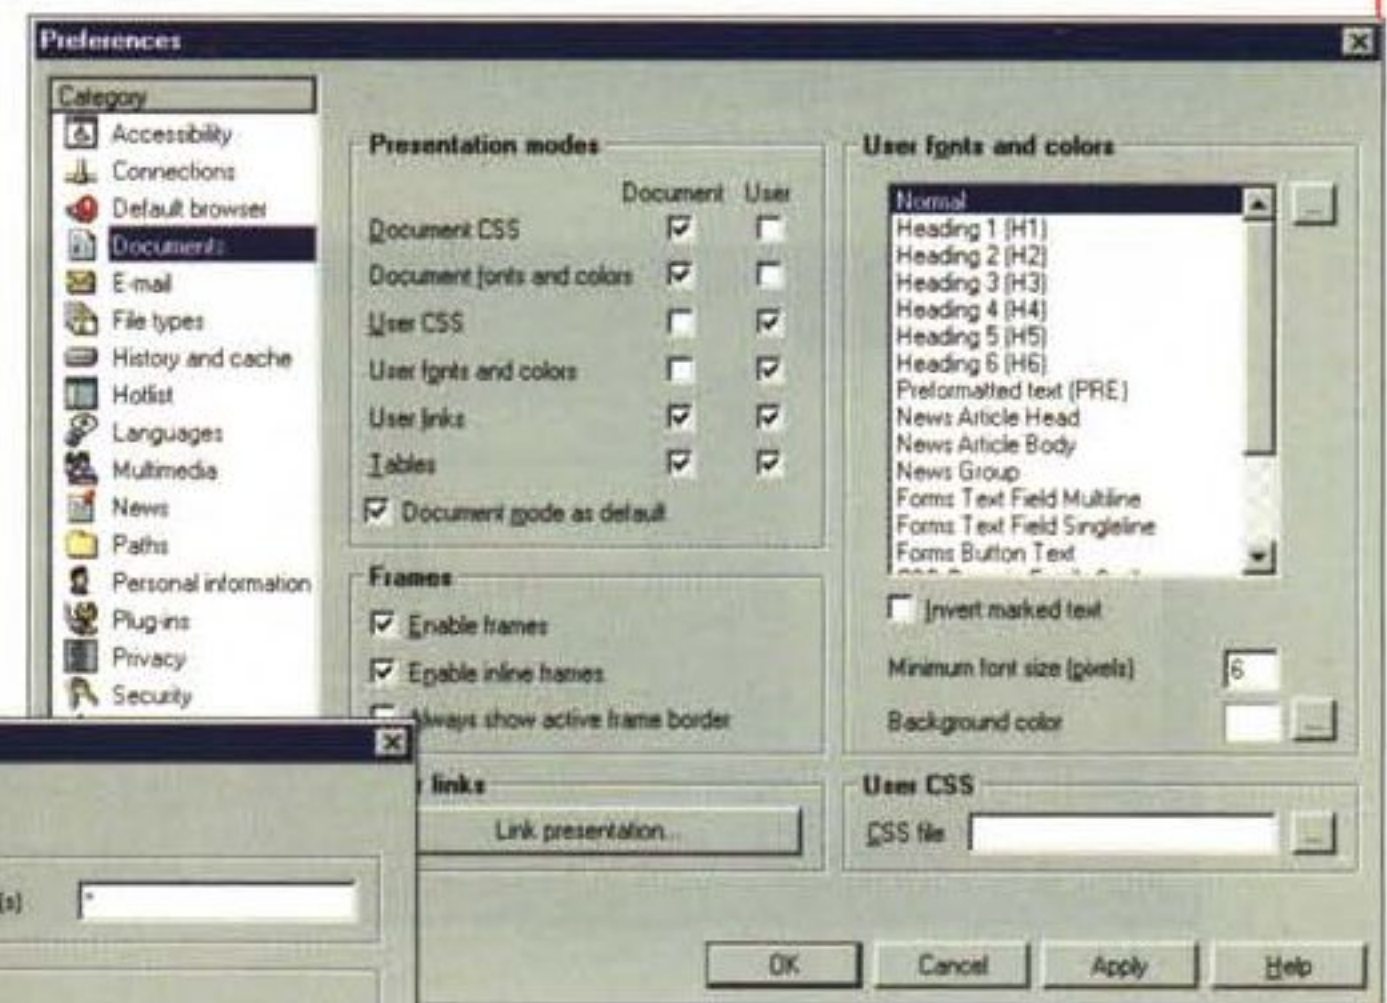 Preferences
Category
Accessibility
Connections
Default browser
Documents
E-mail
File types
History and cache
Hotlist
Languages
Multimedia
News
Paths
Personal information
Plug-ins
Privacy
Security
Presentation modes
Document User
Document CSS
Document fonts and colors
User CSS
User fonts and colors
User links
Tables
Document mode as default
Frames
Enable frames
Enable inline frames
Always show active frame border
links
Link presentation...
User fonts and colors
Normal
Heading 1 (H1)
Heading 2 (H2)
Heading 3 (H3)
Heading 4 (H4)
Heading 5 (H5)
Heading 6 (H6)
Preformatted text (PRE)
News Article Head
News Article Body
News Group
Forms Text Field Multiline
Forms Text Field Singleline
Forms Button Text
...
Invert marked text
Minimum font size (pixels) 6
Background color ...
User CSS
CSS file ...
(s) *
OK Cancel Apply Help